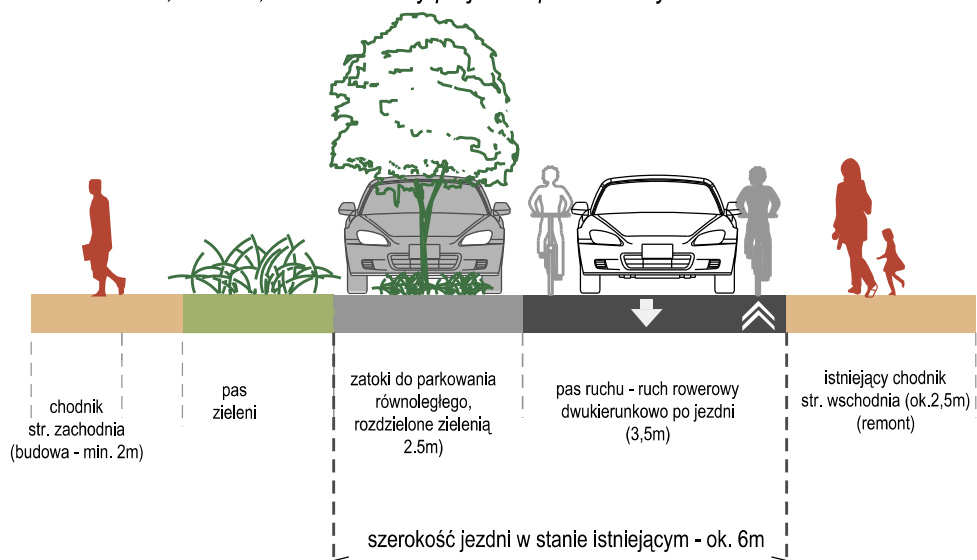 chodnik
str. zachodnia
(budowa - min. 2m)
pas
zieleni
zatoki do parkowania
równoległego,
rozdzielone zielenią
2.5m)
pas ruchu - ruch rowerowy
dwukierunkowo po jezdni
(3,5m)
istniejący chodnik
str. wschodnia (ok.2,5m)
(remont)
szerokość jezdni w stanie istniejącym - ok. 6m